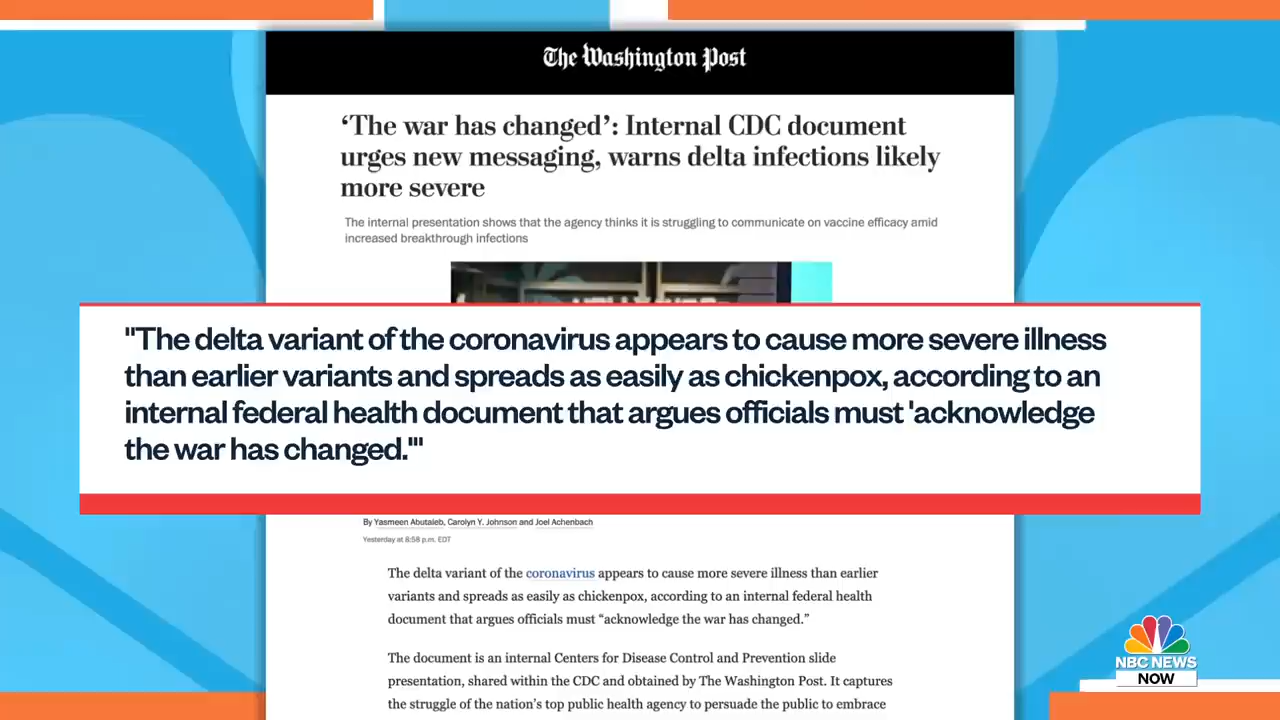 The Washington Post
‘The war has changed’: Internal CDC document
urges new messaging, warns delta infections likely
more severe
The internal presentation shows that the agency thinks it is struggling to communicate on vaccine efficacy amid
increased breakthrough infections
"The delta variant of the coronavirus appears to cause more severe illness
than earlier variants and spreads as easily as chickenpox, according to an
internal federal health document that argues officials must 'acknowledge
the war has changed.'"
By Yasmeen Abutaleb, Carolyn Y. Johnson and Joel Achenbach
Yesterday at 8:58 p.m. EDT
The delta variant of the coronavirus appears to cause more severe illness than earlier
variants and spreads as easily as chickenpox, according to an internal federal health
document that argues officials must “acknowledge the war has changed.”
The document is an internal Centers for Disease Control and Prevention slide
presentation, shared within the CDC and obtained by The Washington Post. It captures
the struggle of the nation’s top public health agency to persuade the public to embrace
NBC NEWS
NOW